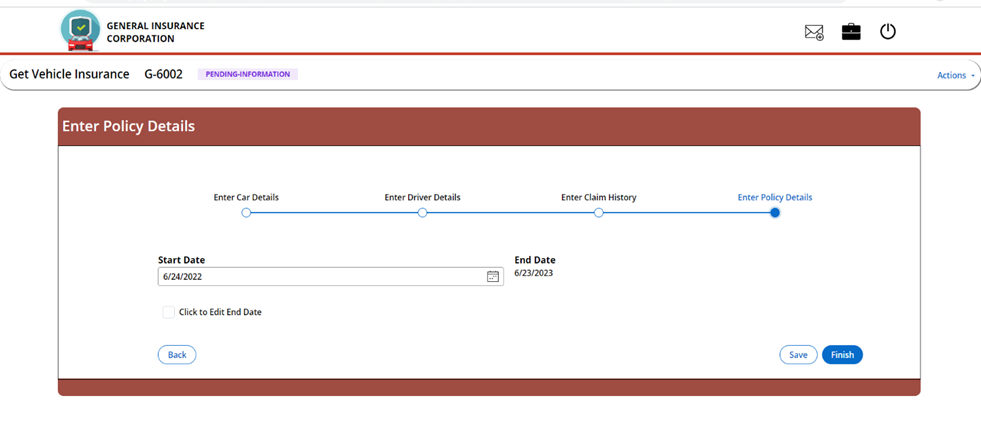 GENERAL INSURANCE
CORPORATION
Get Vehicle Insurance G-6002 PENDING-INFORMATION Actions
Enter Policy Details
Enter Car Details Enter Driver Details Enter Claim History Enter Policy Details
Start Date End Date
6/24/2022 6/23/2023
Click to Edit End Date
Back Save Finish